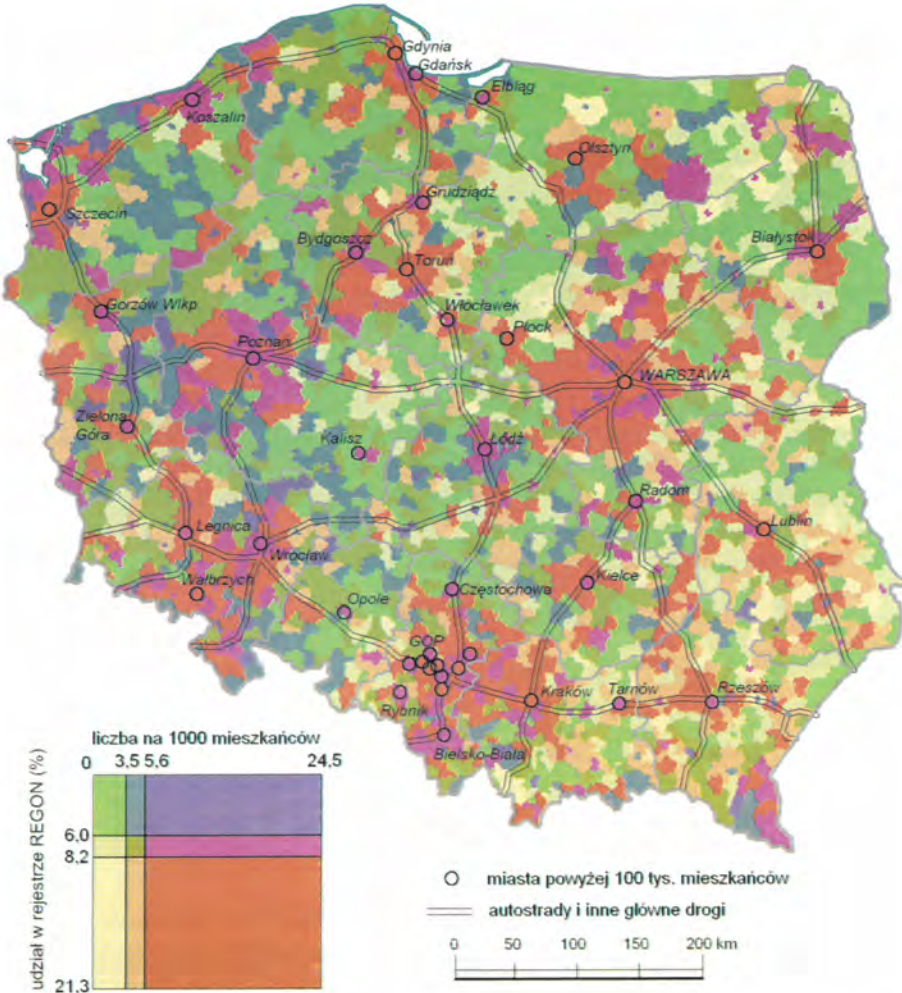 Gdynia
Gdańsk
Elbląg
Koszalin
Olsztyn
Grudziądz
Szczecin
Bydgoszcz
Białystok
Toruń
Gorzów Wlkp
Włocławek
Płock
Poznań
WARSZAWA
Zielona
Góra
Kalisz
Łódź
Radom
Legnica
Lublin
Wrocław
Wałbrzych
Kielce
Częstochowa
Opole
GOP
Kraków
Tarnów
Rzeszów
Rybnik
Bielsko-Biała
liczba na 1000 mieszkańców
0 3,5 5,6 24,5
udział w rejestrze REGON (%)
6,0
8,2
21,3
miasta powyżej 100 tys. mieszkańców
autostrady i inne główne drogi
0 50 100 150 200 km